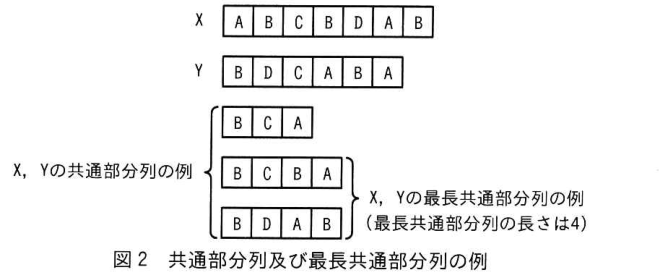 X A B C B D A B
Y B D C A B A
B C A
X，Yの共通部分列の例
B C B A
X，Yの最長共通部分列の例
（最長共通部分列の長さは4）
B D A B
図2　共通部分列及び最長共通部分列の例